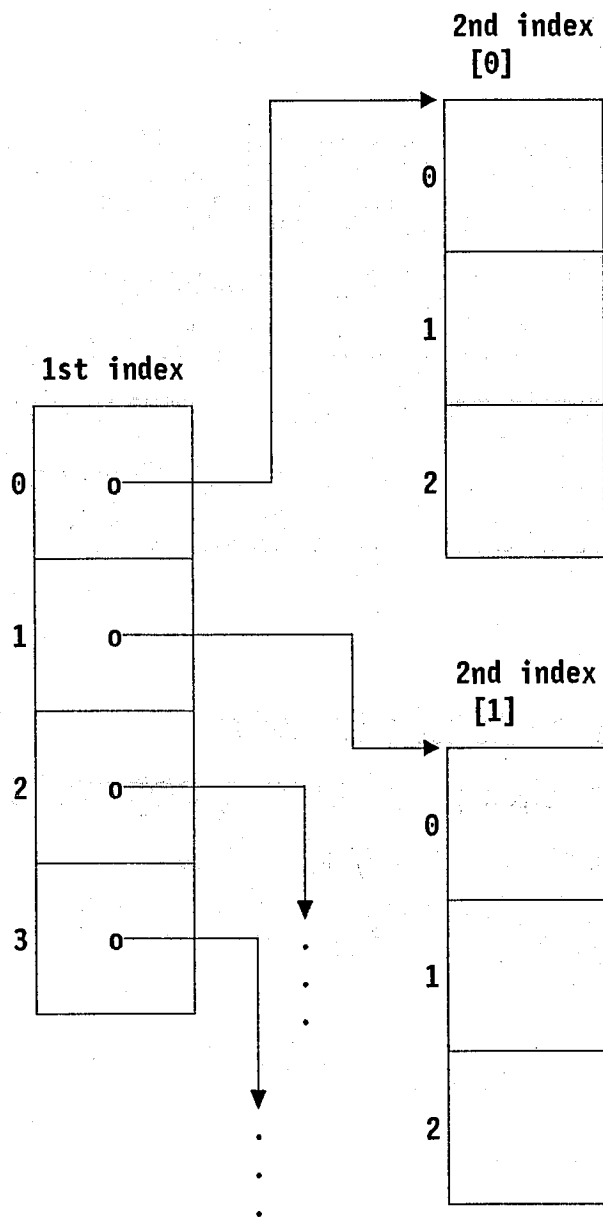 2nd index
[0]
0
1
2
1st index
0 o
1 o
2 o
3 o
2nd index
[1]
0
1
2